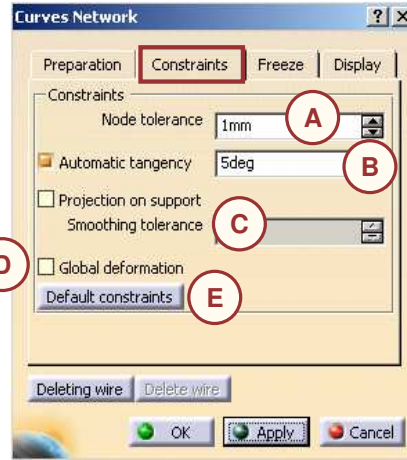 Curves Network ? X
Preparation Constraints Freeze Display
Constraints
Node tolerance 1mm A
Automatic tangency 5deg B
Projection on support
Smoothing tolerance C
D Global deformation
Default constraints E
Deleting wire Delete wire
OK Apply Cancel